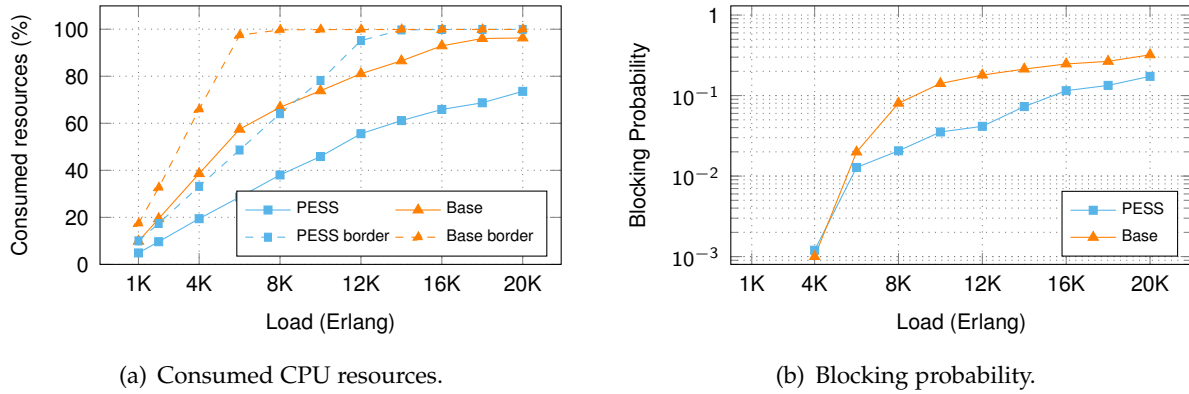 Consumed resources (%)
100
80
60
40
20
0
1K 4K 8K 12K 16K 20K
Load (Erlang)
PESS Base
PESS border Base border
(a) Consumed CPU resources.
Blocking Probability
1
10⁻¹
10⁻²
10⁻³
1K 4K 8K 12K 16K 20K
Load (Erlang)
PESS
Base
(b) Blocking probability.